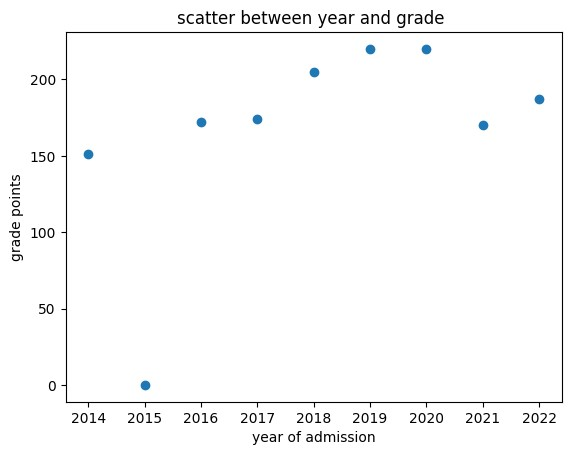 scatter between year and grade
200
150
100
50
0
grade points
2014 2015 2016 2017 2018 2019 2020 2021 2022
year of admission